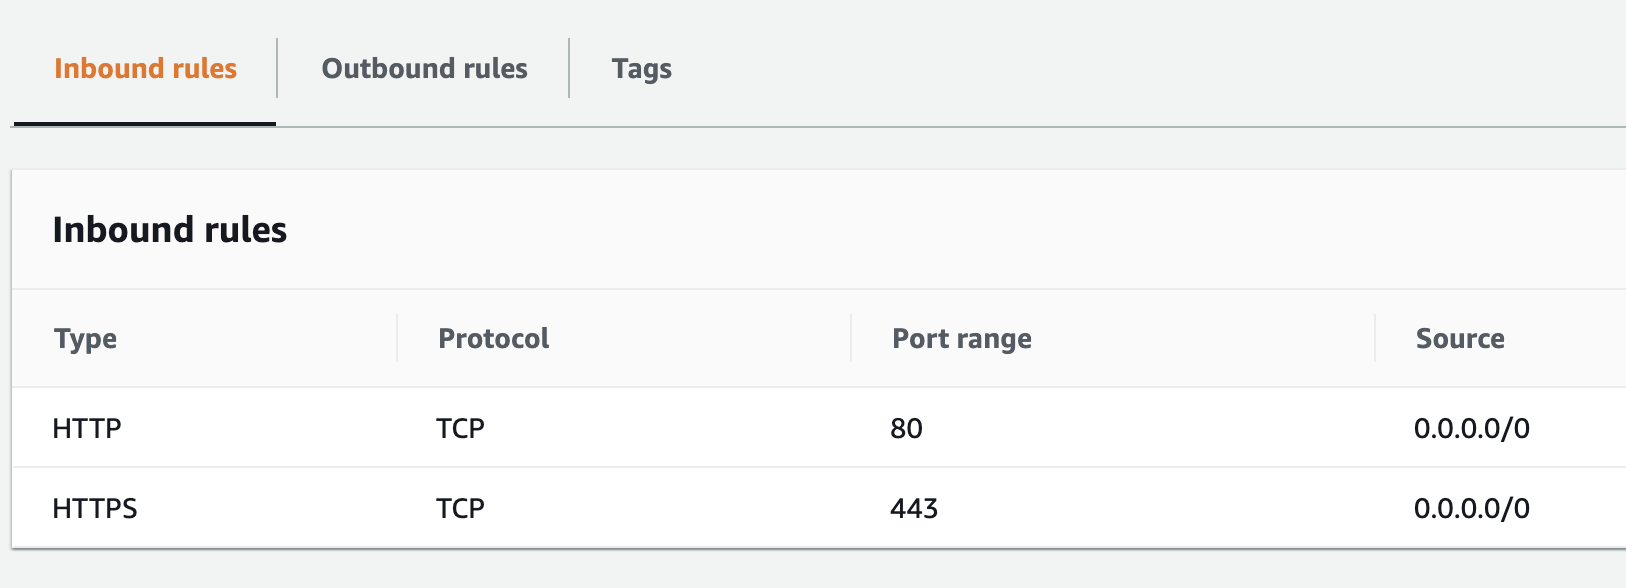 Inbound rules Outbound rules Tags
Inbound rules
Type Protocol Port range Source
HTTP TCP 80 0.0.0.0/0
HTTPS TCP 443 0.0.0.0/0